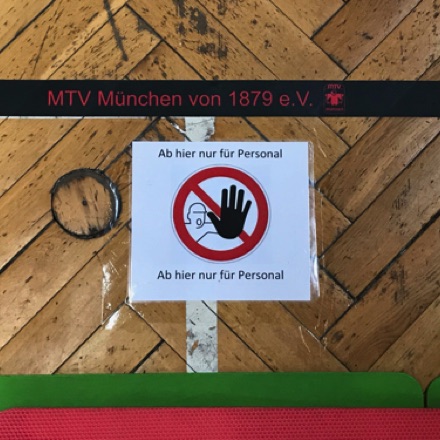 MTV München von 1879 e.V.
Ab hier nur für Personal
Ab hier nur für Personal